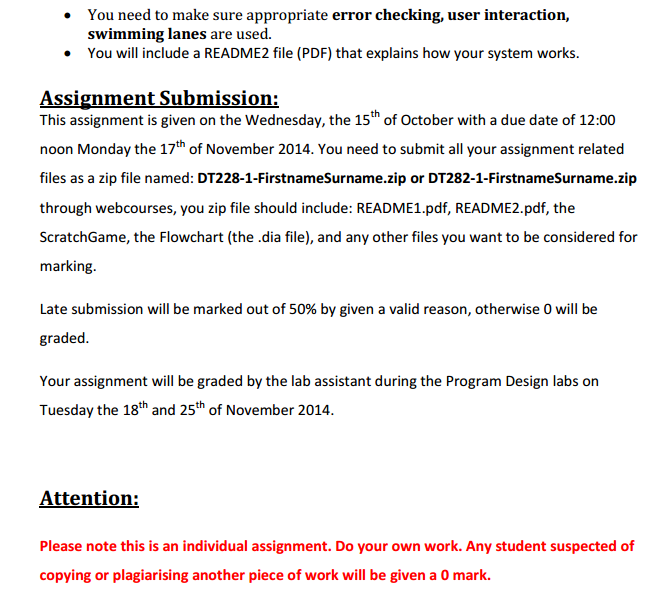 • You need to make sure appropriate error checking, user interaction,
swimming lanes are used.
• You will include a README2 file (PDF) that explains how your system works.
Assignment Submission:
This assignment is given on the Wednesday, the 15th of October with a due date of 12:00
noon Monday the 17th of November 2014. You need to submit all your assignment related
files as a zip file named: DT228-1-FirstnameSurname.zip or DT282-1-FirstnameSurname.zip
through webcourses, you zip file should include: README1.pdf, README2.pdf, the
ScratchGame, the Flowchart (the .dia file), and any other files you want to be considered for
marking.
Late submission will be marked out of 50% by given a valid reason, otherwise 0 will be
graded.
Your assignment will be graded by the lab assistant during the Program Design labs on
Tuesday the 18th and 25th of November 2014.
Attention:
Please note this is an individual assignment. Do your own work. Any student suspected of
copying or plagiarising another piece of work will be given a 0 mark.